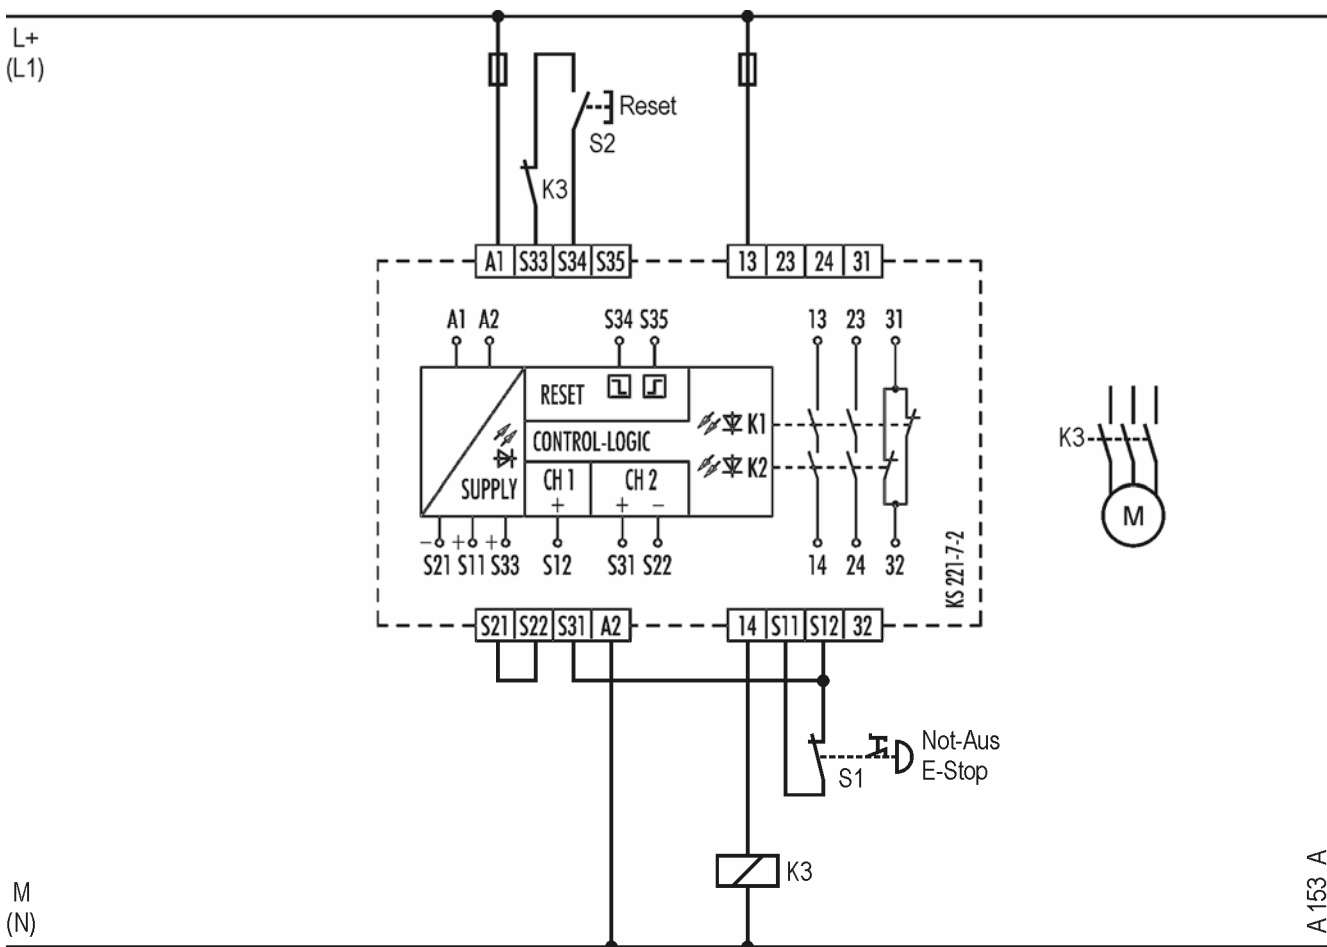 L+
(L1)
Reset
S2
K3
A1 S33 S34 S35
13 23 24 31
A1 A2 S34 S35 13 23 31
RESET
K1
CONTROL-LOGIC
K2
SUPPLY
CH 1 CH 2
+ + −
− + +
S21 S11 S33 S12 S31 S22 14 24 32
KS 221-7-2
K3
M
S21 S22 S31 A2
14 S11 S12 32
Not-Aus
E-Stop
S1
K3
M
(N)
A 153 A